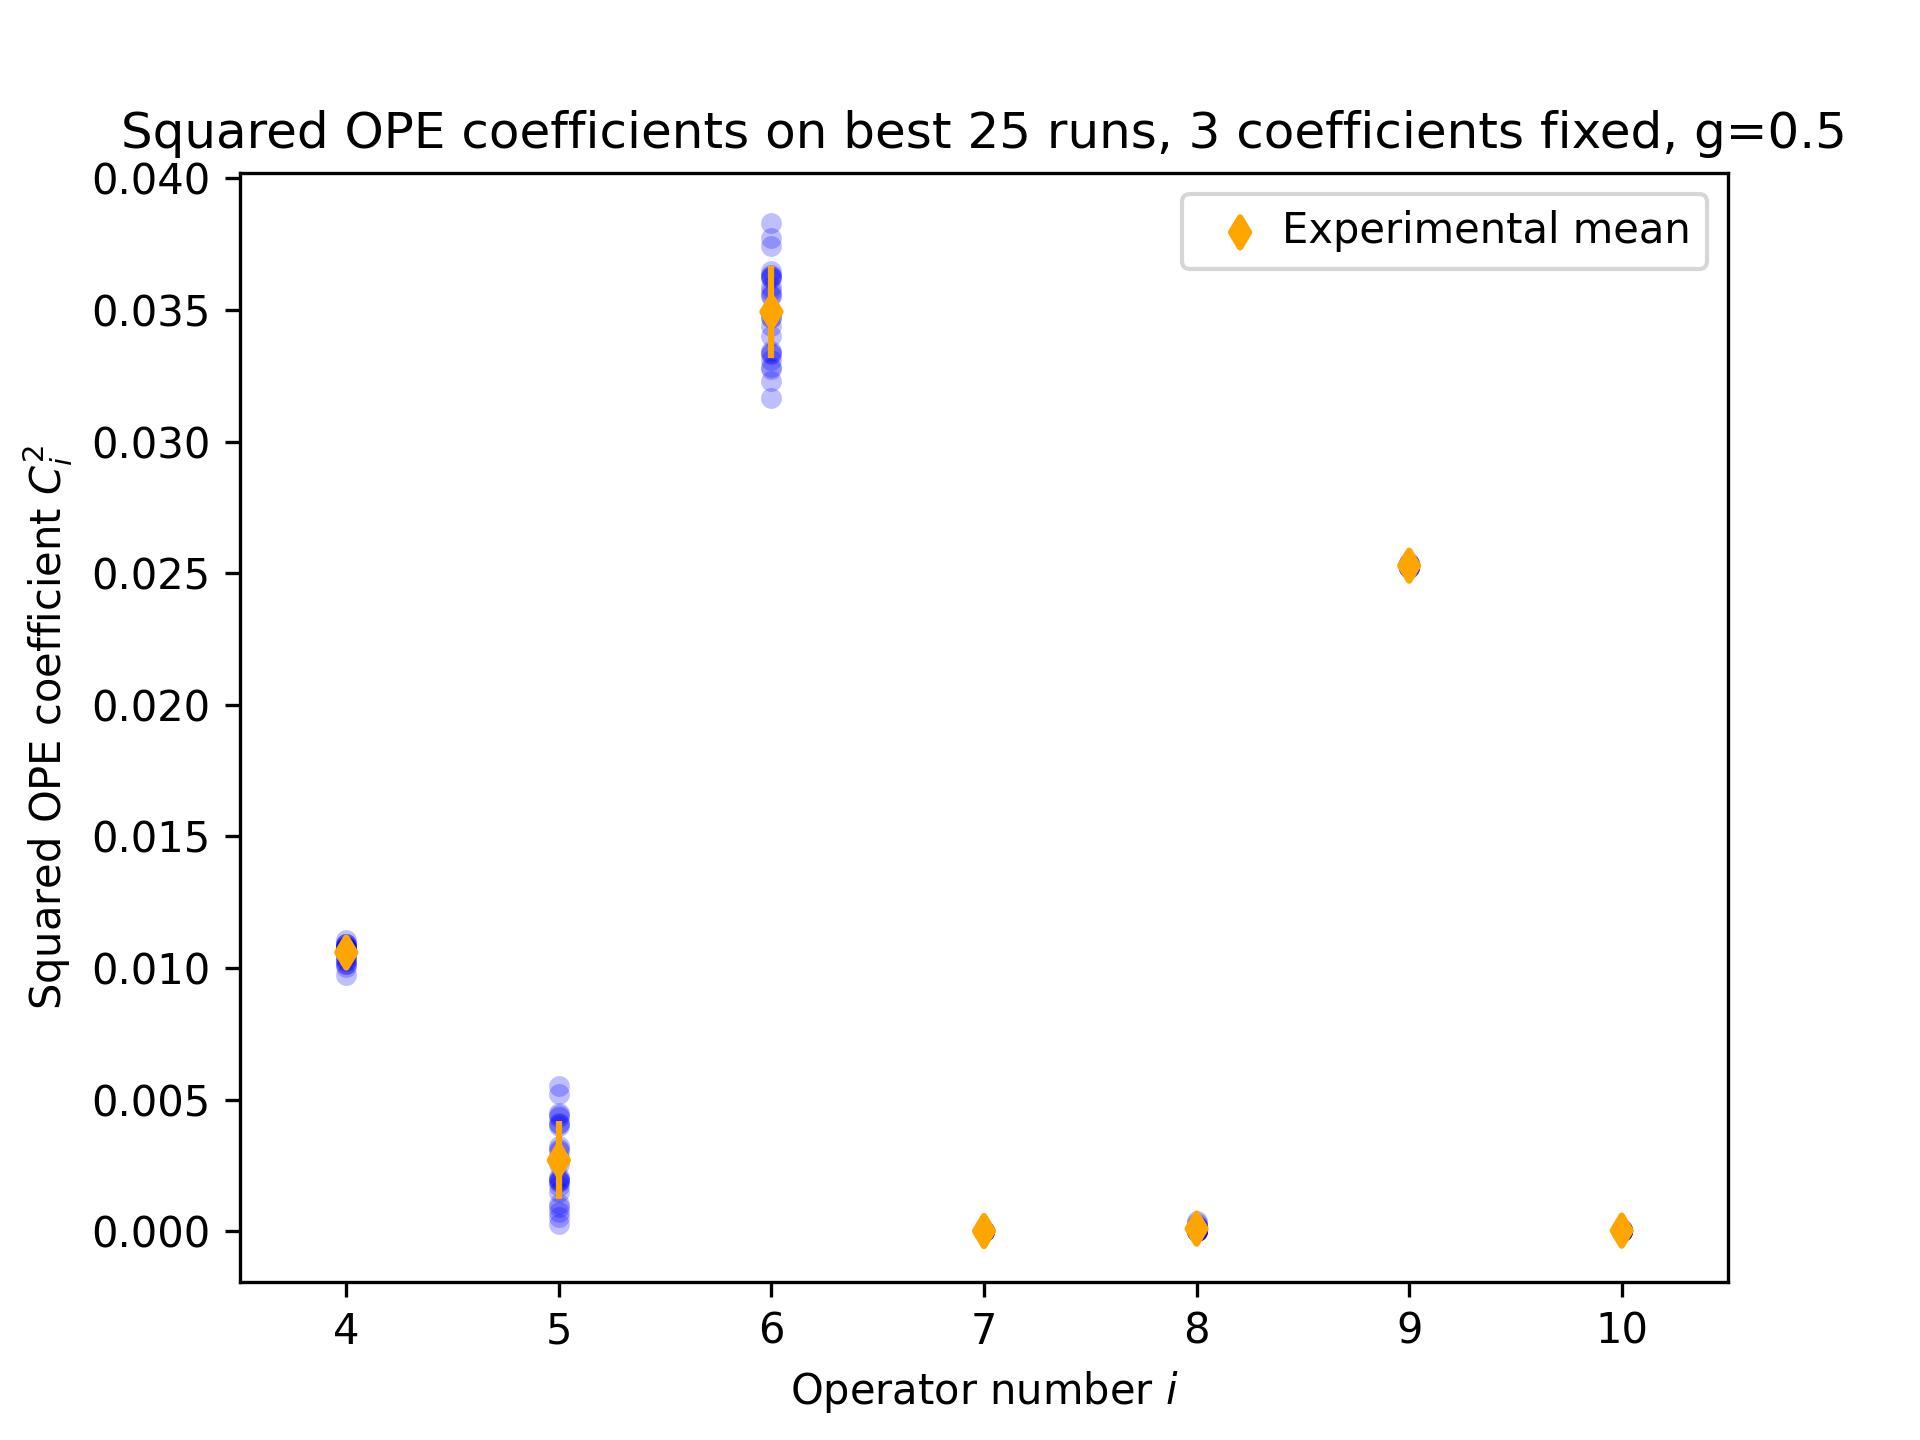 Squared OPE coefficients on best 25 runs, 3 coefficients fixed, g=0.5
Experimental mean
Squared OPE coefficient $C_i^2$
0.040
0.035
0.030
0.025
0.020
0.015
0.010
0.005
0.000
4 5 6 7 8 9 10
Operator number i